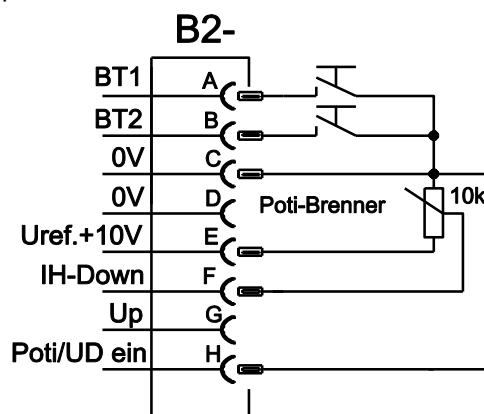 B2-
BT1 A
BT2 B
0V C
0V D Poti-Brenner 10k
Uref.+10V E
IH-Down F
Up G
Poti/UD ein H